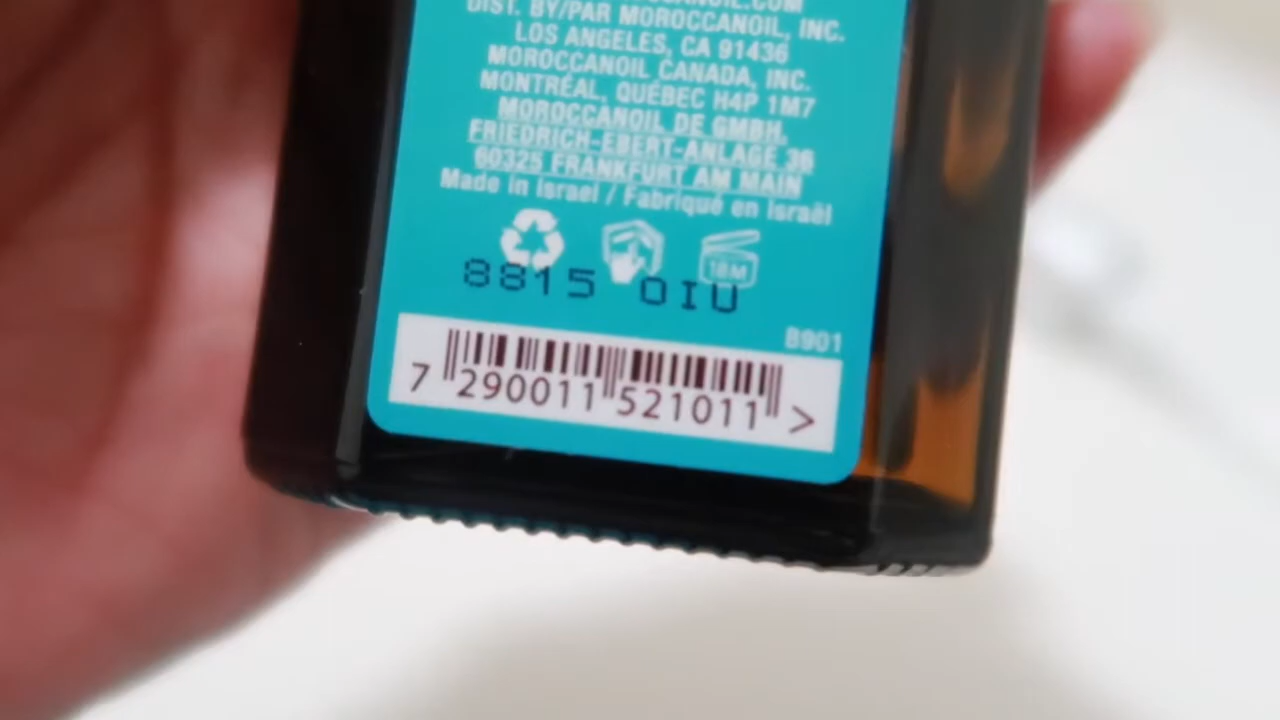 DIST. BY/PAR MOROCCANOIL, INC.
LOS ANGELES, CA 91436
MOROCCANOIL CANADA, INC.
MONTRÉAL, QUÉBEC H4P 1M7
MOROCCANOIL DE GMBH.
FRIEDRICH-EBERT-ANLAGE 36
60325 FRANKFURT AM MAIN
Made in Israel / Fabriqué en Israël
18M
8815 OIU
B901
7 290011 521011 >